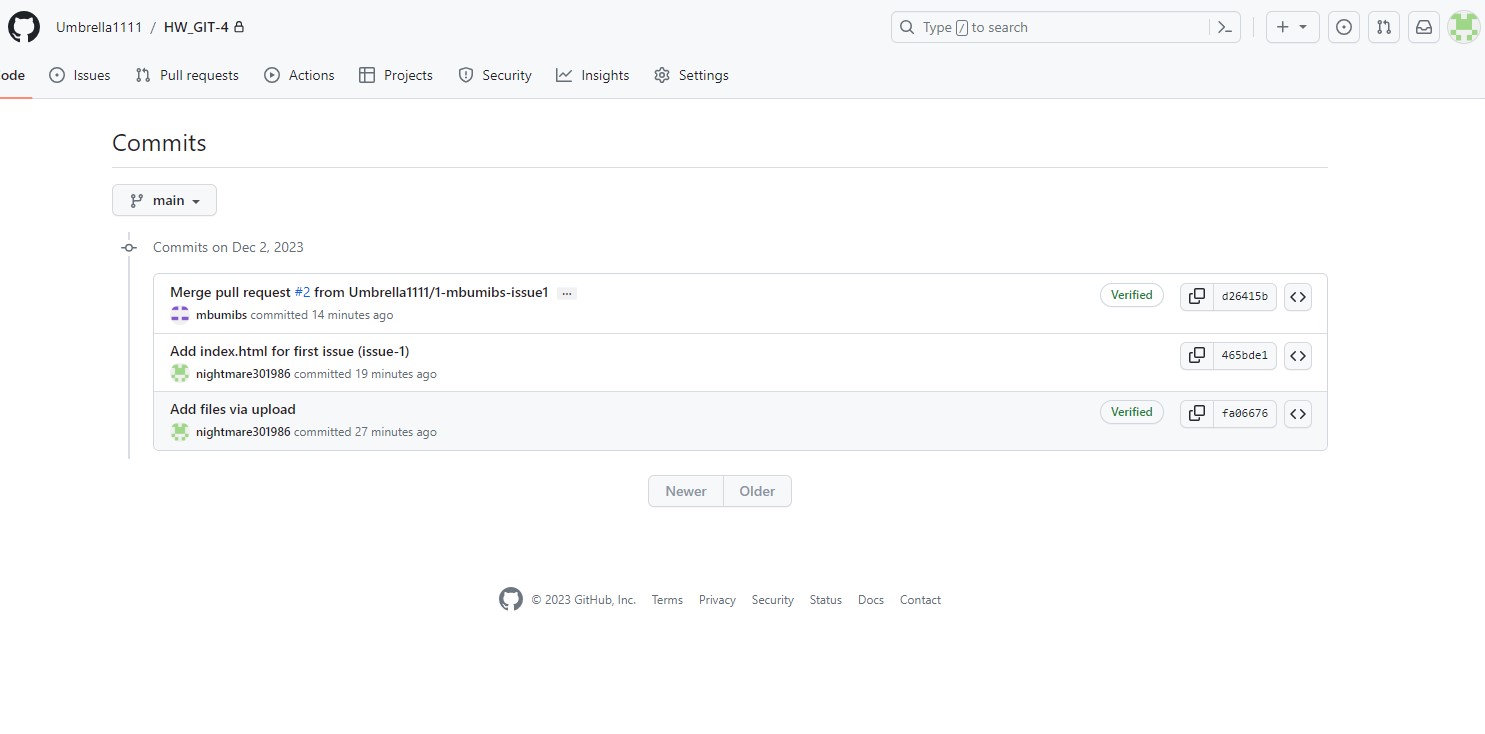 Umbrella1111 / HW_GIT-4
Type / to search
ode Issues Pull requests Actions Projects Security Insights Settings
Commits
main
Commits on Dec 2, 2023
Merge pull request #2 from Umbrella1111/1-mbumibs-issue1 ...
mbumibs committed 14 minutes ago
Verified
d26415b
Add index.html for first issue (issue-1)
nightmare301986 committed 19 minutes ago
465bde1
Add files via upload
nightmare301986 committed 27 minutes ago
Verified
fa06676
Newer Older
© 2023 GitHub, Inc. Terms Privacy Security Status Docs Contact